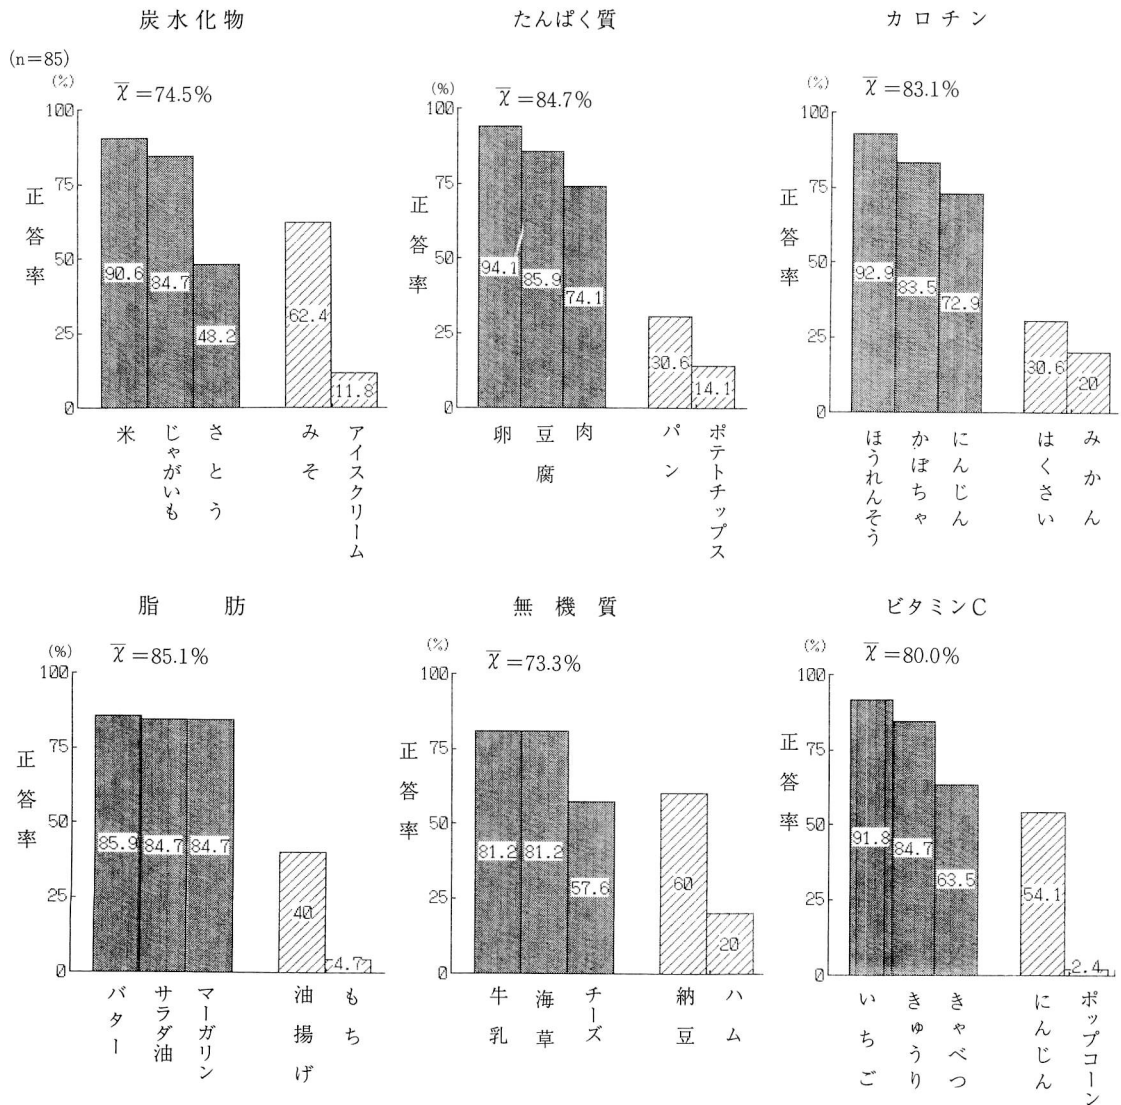 炭水化物
(n=85)
(%)
χ̄=74.5%
100
75
50
25
0
正答率
90.6
84.7
48.2
62.4
11.8
米
じゃがいも
さとう
みそ
アイスクリーム
たんぱく質
(%)
χ̄=84.7%
100
75
50
25
0
正答率
94.1
85.9
74.1
30.6
14.1
卵
豆腐
肉
パン
ポテトチップス
カロチン
(%)
χ̄=83.1%
100
75
50
25
0
正答率
92.9
83.5
72.9
30.6
20
ほうれんそう
かぼちゃ
にんじん
はくさい
みかん
脂肪
(%)
χ̄=85.1%
100
75
50
25
0
正答率
85.9
84.7
84.7
40
4.7
バター
サラダ油
マーガリン
油揚げ
もち
無機質
(%)
χ̄=73.3%
100
75
50
25
0
正答率
81.2
81.2
57.6
60
20
牛乳
海草
チーズ
納豆
ハム
ビタミンC
(%)
χ̄=80.0%
100
75
50
25
0
正答率
91.8
84.7
63.5
54.1
2.4
いちご
きゅうり
きゃべつ
にんじん
ポップコーン